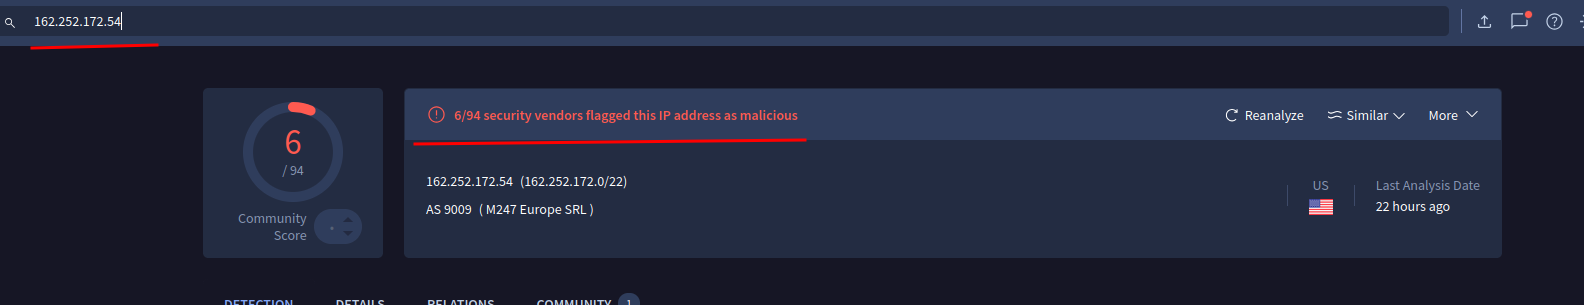 162.252.172.54
6/94 security vendors flagged this IP address as malicious
Reanalyze
Similar
More
6
/ 94
Community
Score
162.252.172.54 (162.252.172.0/22)
AS 9009 ( M247 Europe SRL )
US
Last Analysis Date
22 hours ago
DETECTION
DETAILS
RELATIONS
COMMUNITY
1